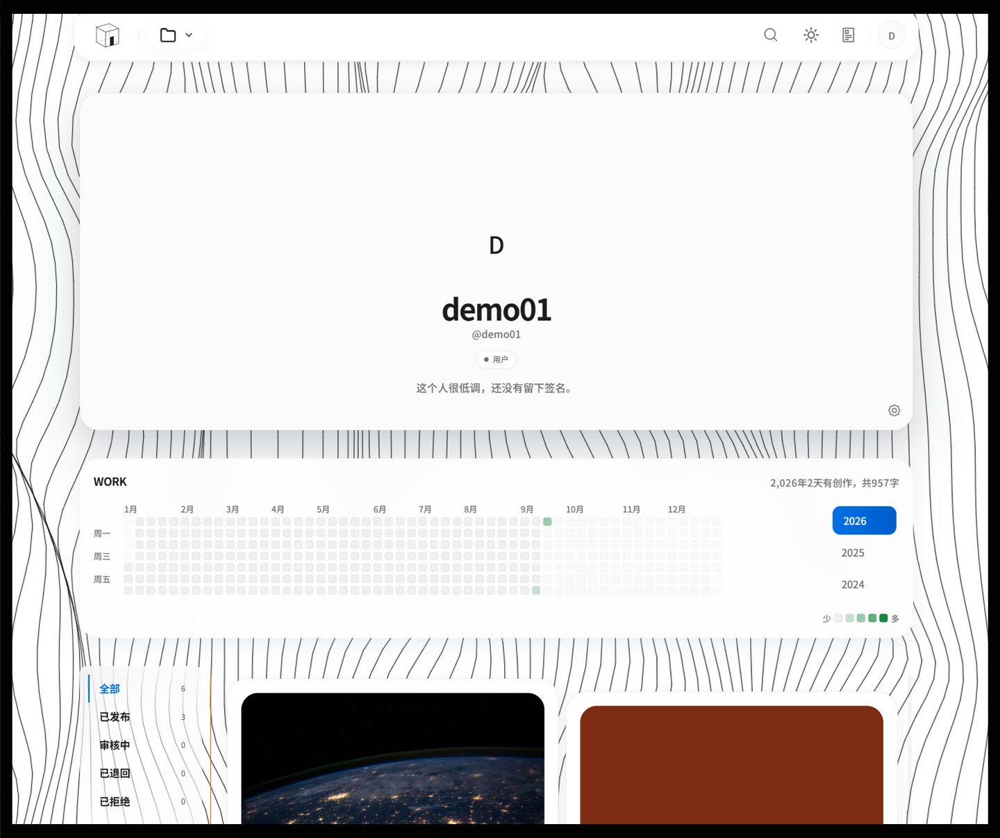 D
D
demo01
@demo01
用户
这个人很低调，还没有留下签名。
WORK
2,026年2天有创作，共957字
1月 2月 3月 4月 5月 6月 7月 8月 9月 10月 11月 12月
周一
周三
周五
2026
2025
2024
少 多
全部 6
已发布 3
审核中 0
已退回 0
已拒绝 0